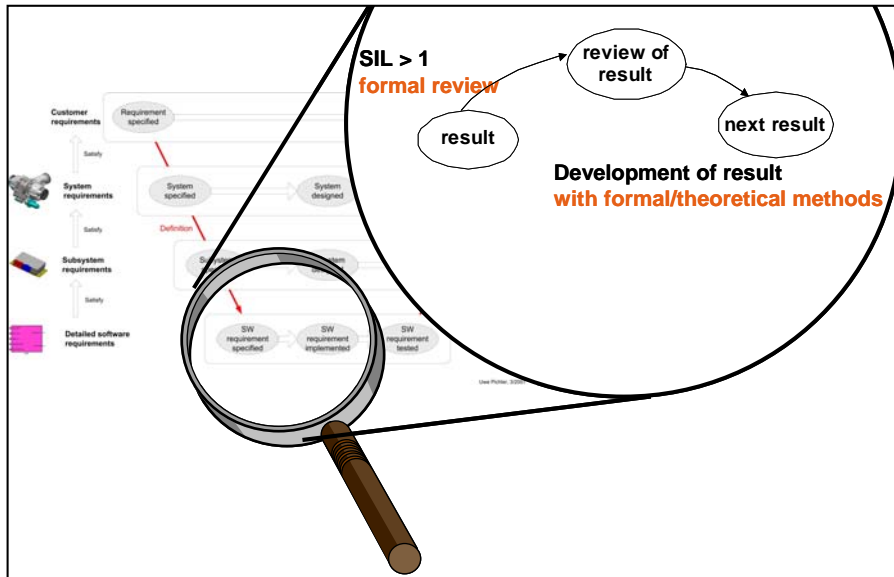 SIL > 1
formal review
review of
result
result
next result
Development of result
with formal/theoretical methods
Customer
requirements
Requirement
specified
Satisfy
System
requirements
System
specified
System
designed
Satisfy
Definition
Subsystem
requirements
Satisfy
Detailed software
requirements
SW
requirement
specified
SW
requirement
implemented
SW
requirement
tested